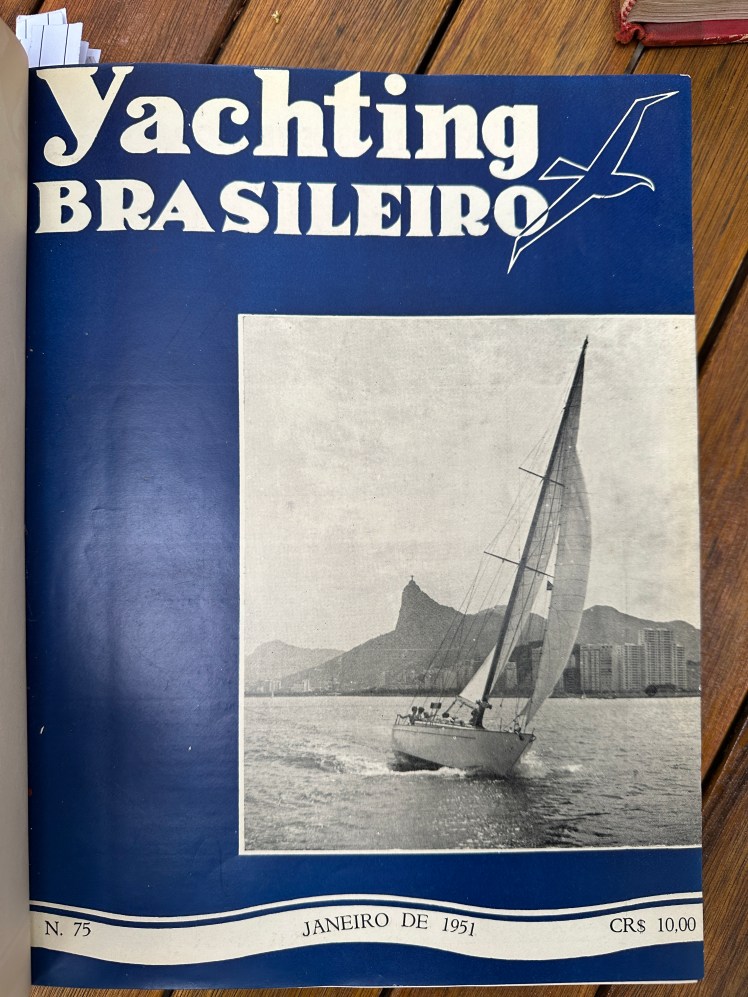 Yachting
BRASILEIRO
N. 75 JANEIRO DE 1951 CR$ 10,00